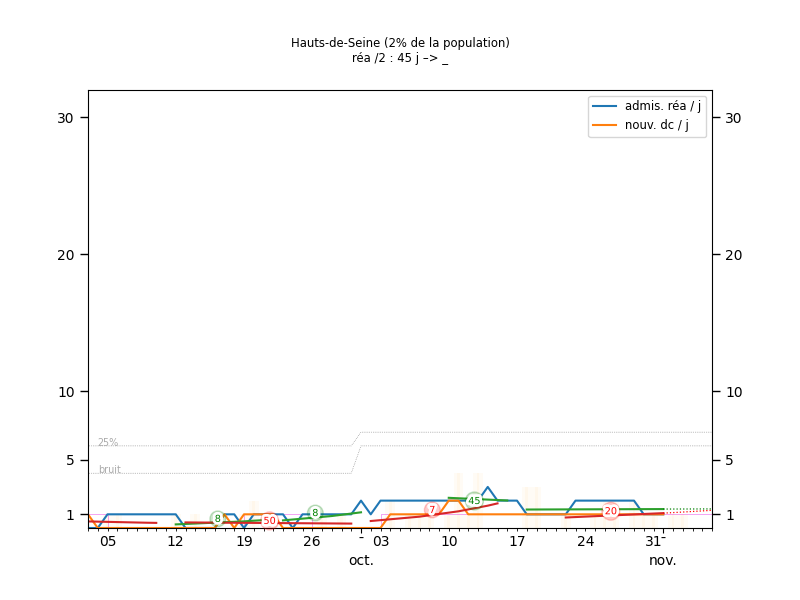 Hauts-de-Seine (2% de la population)
réa /2 : 45 j –> _
admis. réa / j
nouv. dc / j
30 30
20 20
10 10
25%
5 5
bruit
8 50 8 7 45 20
1 1
05 12 19 26 - 03 10 17 24 31-
oct. nov.